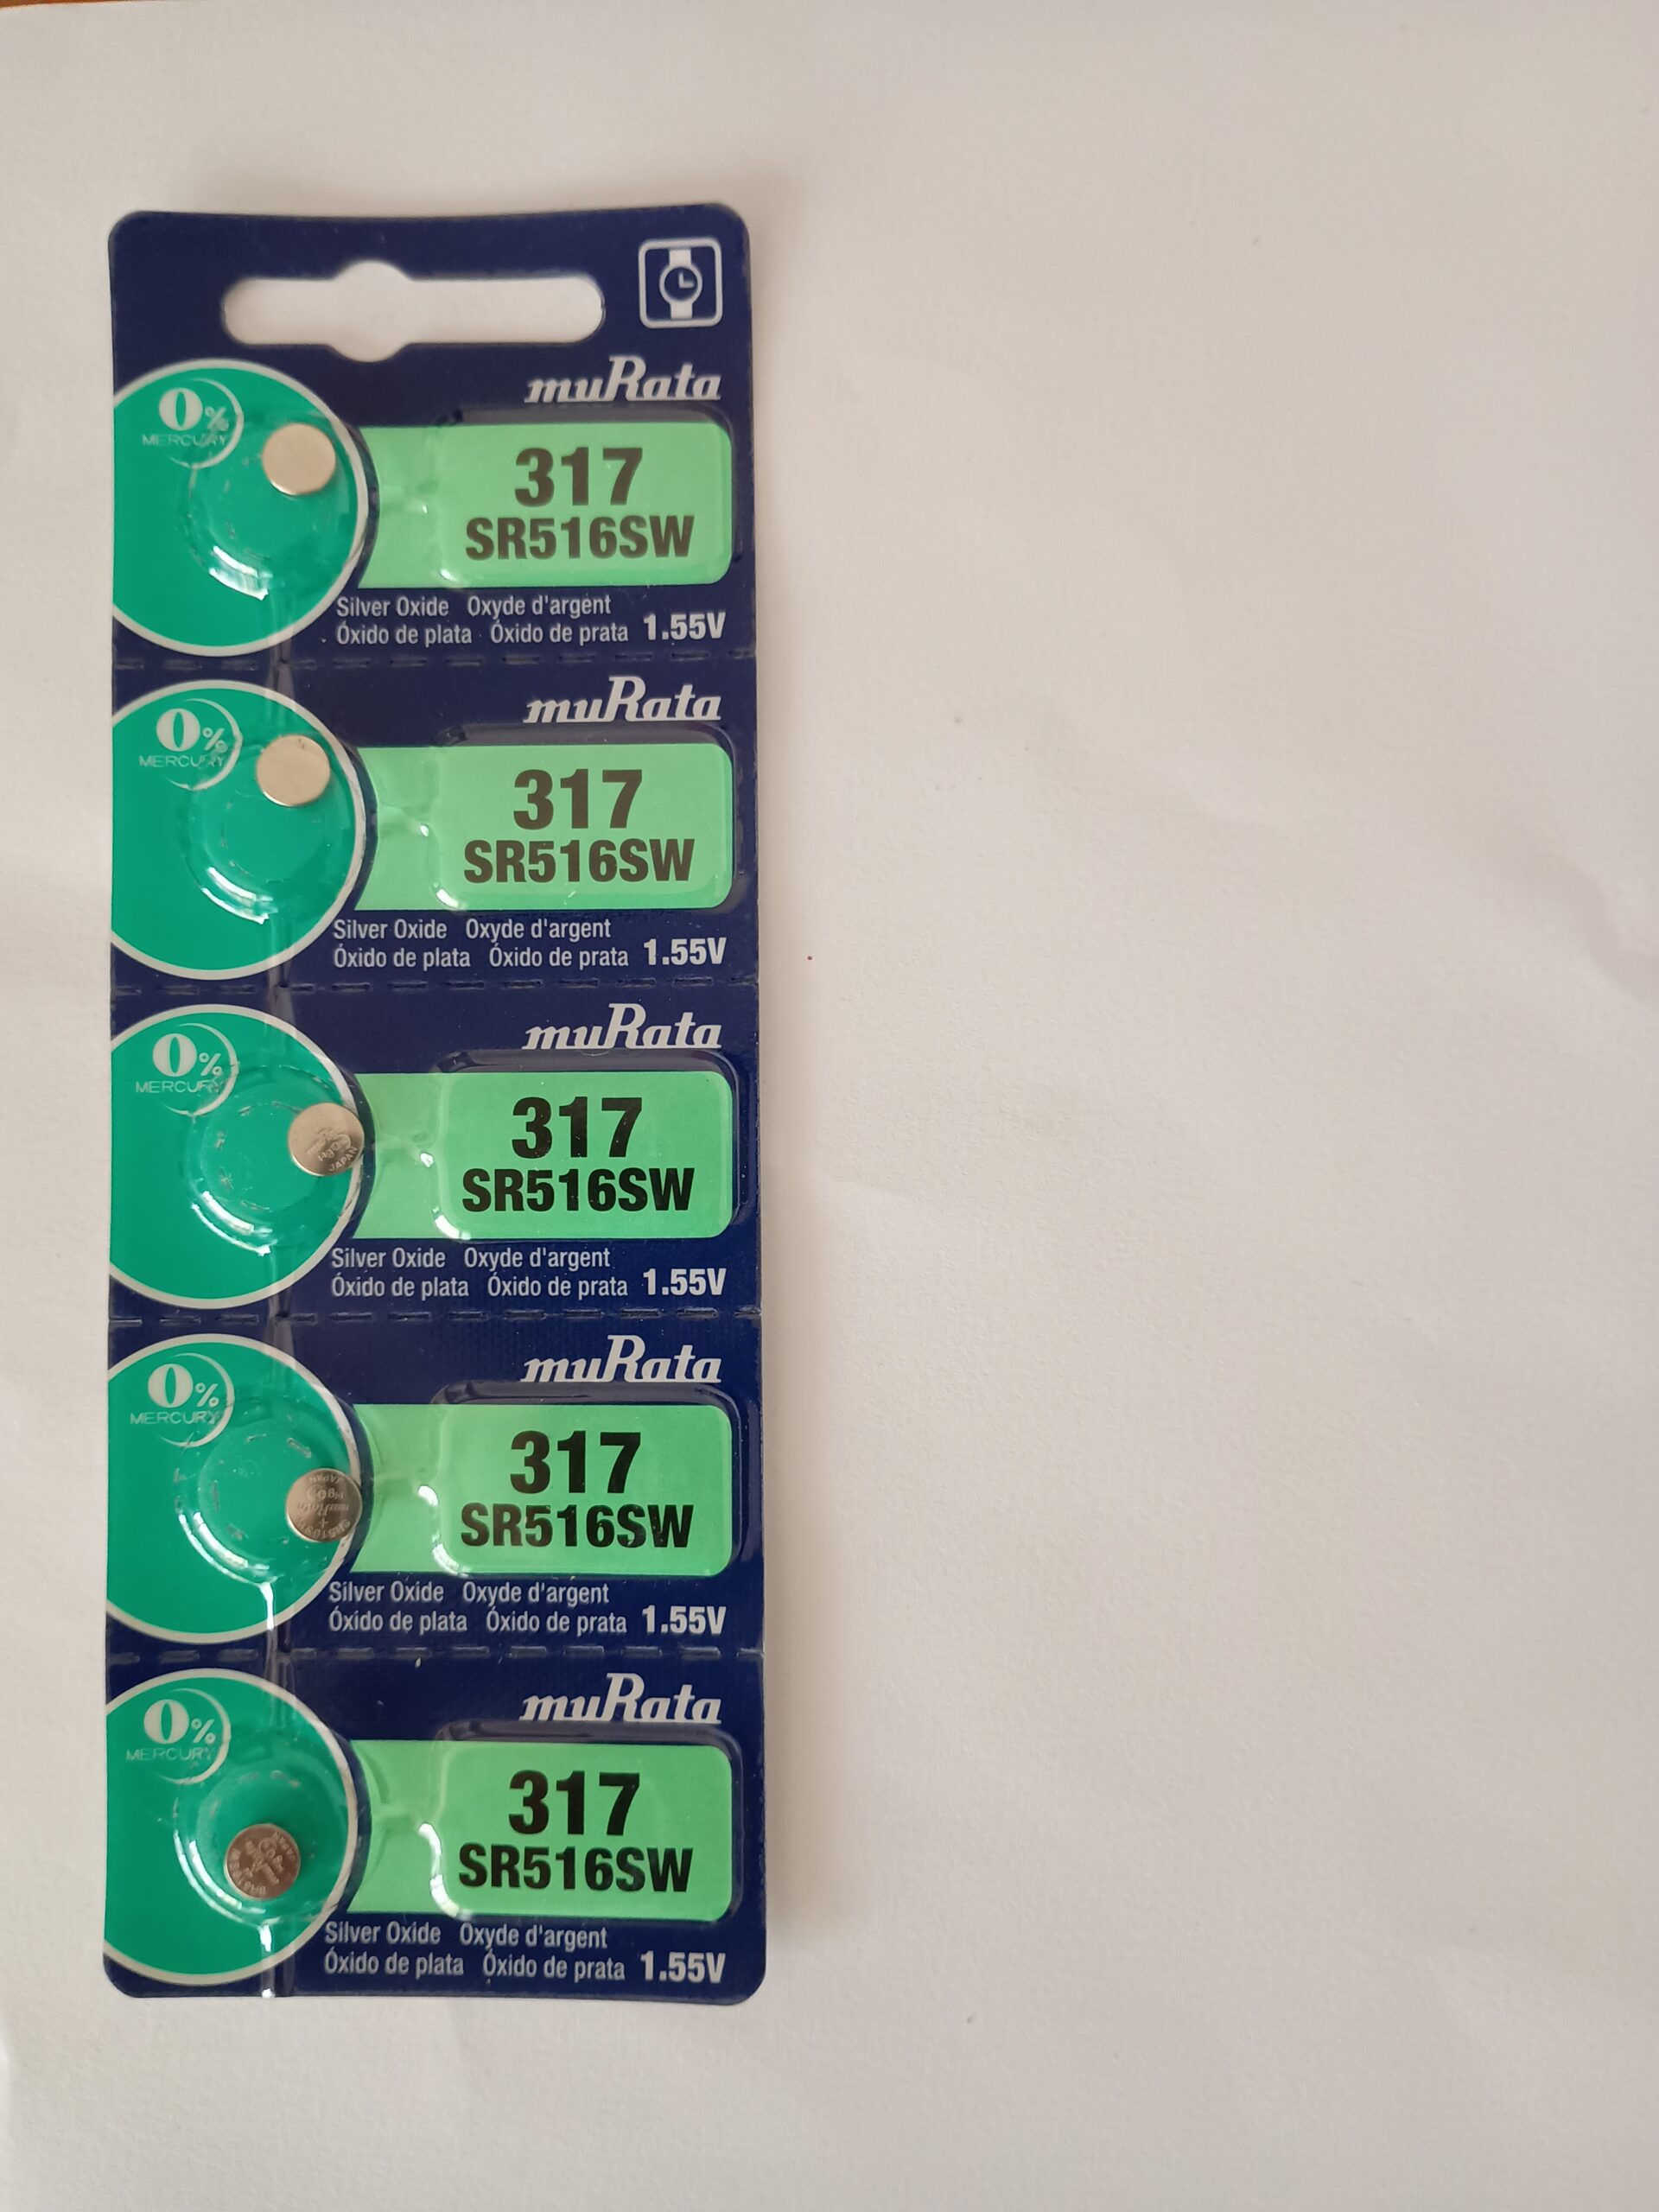 muRata
0%
MERCURY
317
SR516SW
Silver Oxide Oxyde d'argent
Óxido de plata Óxido de prata 1.55V
muRata
0%
MERCURY
317
SR516SW
Silver Oxide Oxyde d'argent
Óxido de plata Óxido de prata 1.55V
muRata
0%
MERCURY
JAPAN
317
SR516SW
Silver Oxide Oxyde d'argent
Óxido de plata Óxido de prata 1.55V
muRata
0%
MERCURY
JAPAN
317
SR516SW
Silver Oxide Oxyde d'argent
Óxido de plata Óxido de prata 1.55V
muRata
0%
MERCURY
317
SR516SW
Silver Oxide Oxyde d'argent
Óxido de plata Óxido de prata 1.55V